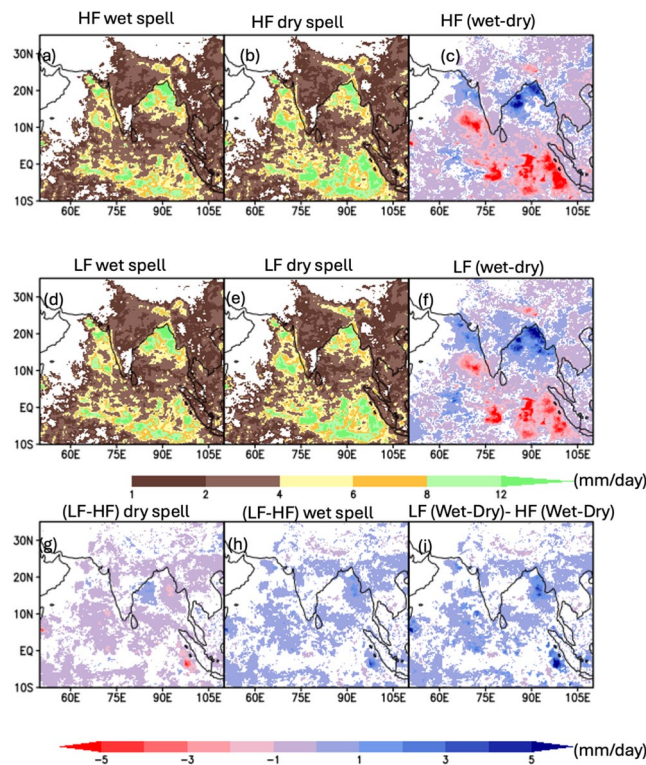 HF wet spell HF dry spell HF (wet-dry)
(a) (b) (c)
30N
20N
10N
EQ
10S
60E 75E 90E 105E 60E 75E 90E 105E 60E 75E 90E 105E
LF wet spell LF dry spell LF (wet-dry)
(d) (e) (f)
30N
20N
10N
EQ
10S
60E 75E 90E 105E 60E 75E 90E 105E 60E 75E 90E 105E
1 2 4 6 8 12 (mm/day)
(LF-HF) dry spell (LF-HF) wet spell LF (Wet-Dry)- HF (Wet-Dry)
(g) (h) (i)
30N
20N
10N
EQ
10S
60E 75E 90E 105E 60E 75E 90E 105E 60E 75E 90E 105E
-5 -3 -1 1 3 5 (mm/day)